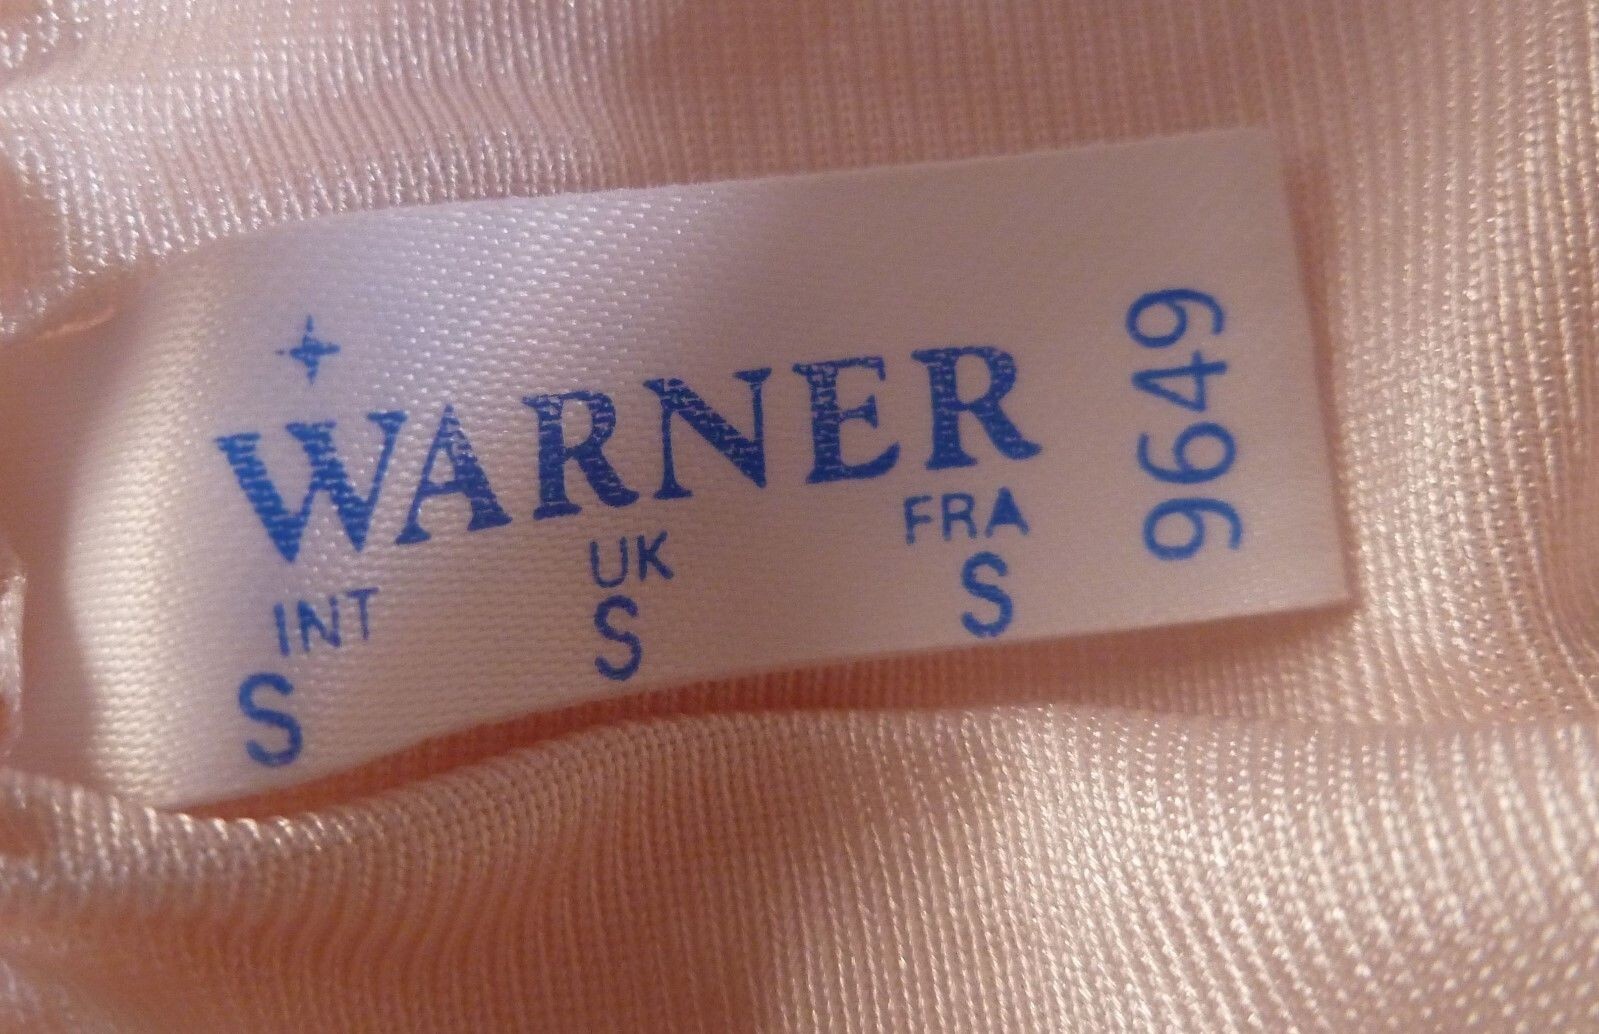 WARNER
INT UK FRA
S S S
9649